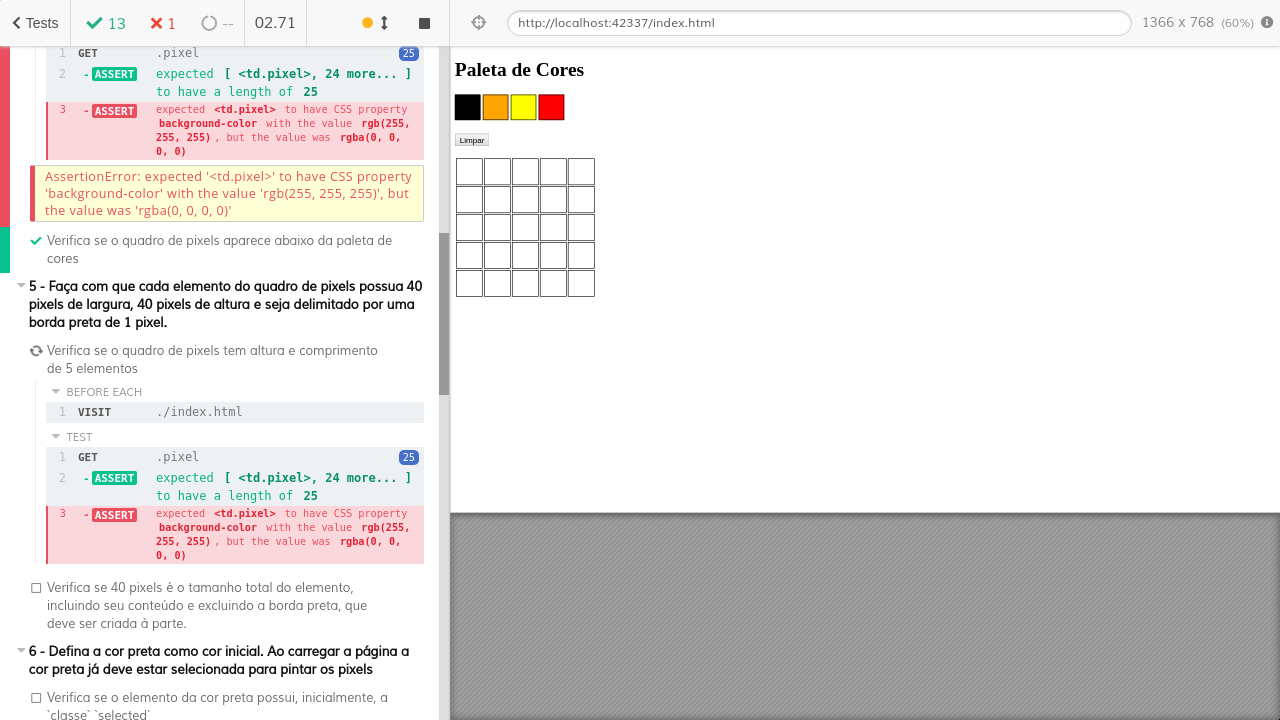 Tests
13
1
--
02.71
http://localhost:42337/index.html
1366 x 768 (60%)
1 GET .pixel 25
2 -ASSERT expected [ <td.pixel>, 24 more... ]
to have a length of 25
3 -ASSERT expected <td.pixel> to have CSS property
background-color with the value rgb(255,
255, 255) , but the value was rgba(0, 0,
0, 0)
AssertionError: expected '<td.pixel>' to have CSS property
'background-color' with the value 'rgb(255, 255, 255)', but
the value was 'rgba(0, 0, 0, 0)'
Verifica se o quadro de pixels aparece abaixo da paleta de
cores
5 - Faça com que cada elemento do quadro de pixels possua 40
pixels de largura, 40 pixels de altura e seja delimitado por uma
borda preta de 1 pixel.
Verifica se o quadro de pixels tem altura e comprimento
de 5 elementos
BEFORE EACH
1 VISIT ./index.html
TEST
1 GET .pixel 25
2 -ASSERT expected [ <td.pixel>, 24 more... ]
to have a length of 25
3 -ASSERT expected <td.pixel> to have CSS property
background-color with the value rgb(255,
255, 255) , but the value was rgba(0, 0,
0, 0)
Verifica se 40 pixels é o tamanho total do elemento,
incluindo seu conteúdo e excluindo a borda preta, que
deve ser criada à parte.
6 - Defina a cor preta como cor inicial. Ao carregar a página a
cor preta já deve estar selecionada para pintar os pixels
Verifica se o elemento da cor preta possui, inicialmente, a
`classe` `selected`
Paleta de Cores
Limpar